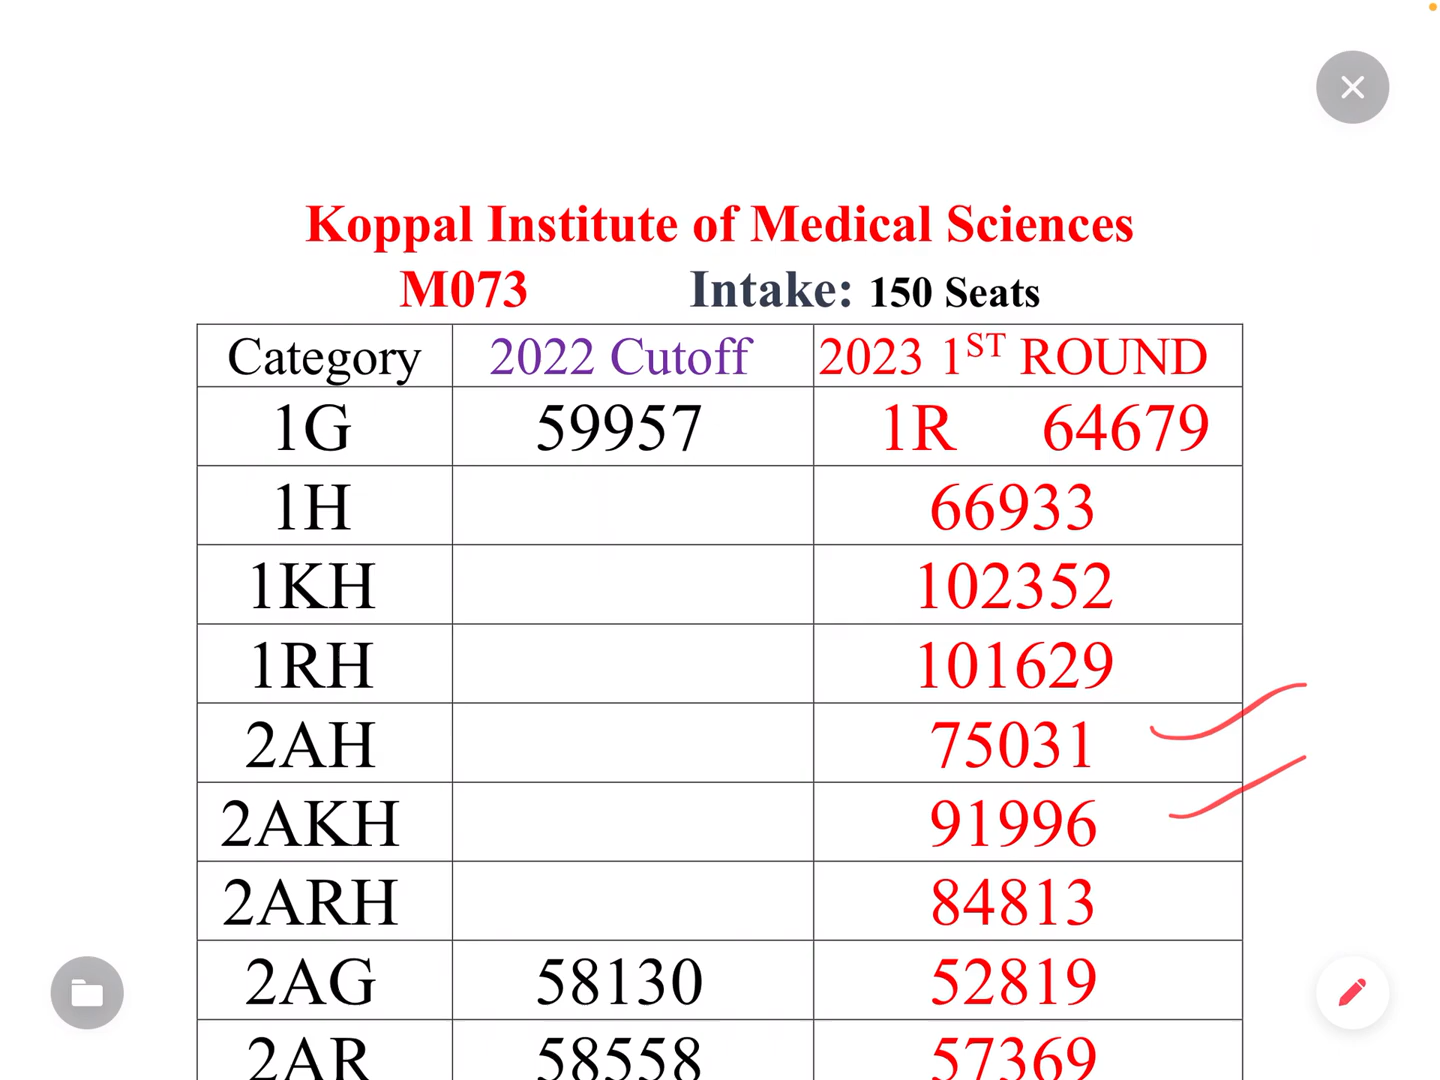 Koppal Institute of Medical Sciences
M073 Intake: 150 Seats
Category 2022 Cutoff 2023 1ST ROUND
1G 59957 1R 64679
1H 66933
1KH 102352
1RH 101629
2AH 75031
2AKH 91996
2ARH 84813
2AG 58130 52819
2AR 58558 57369